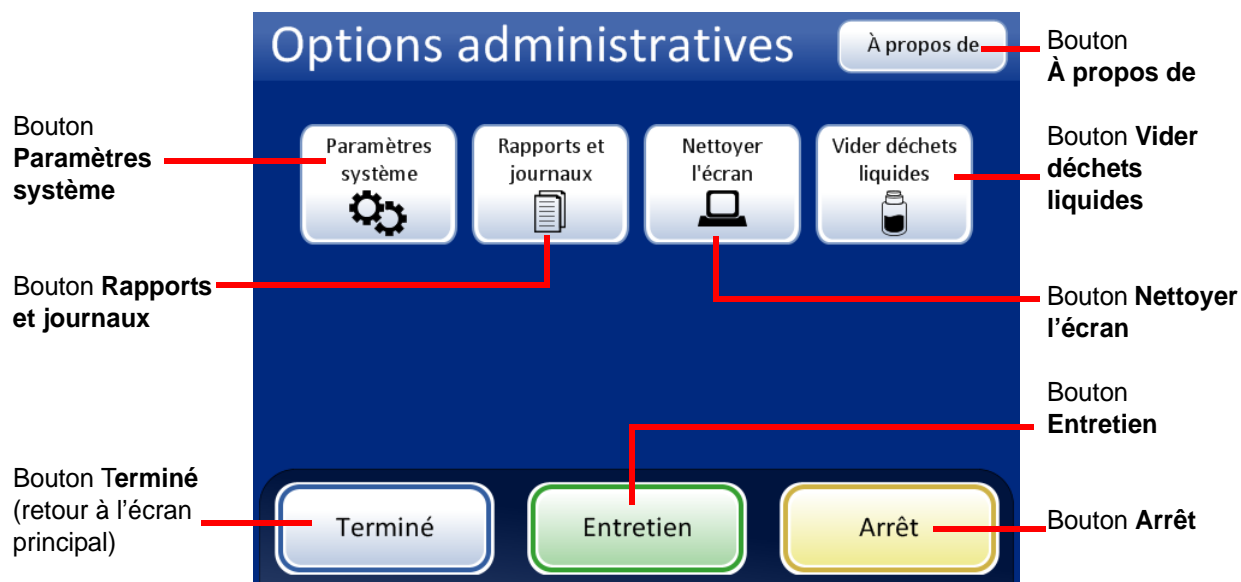 Options administratives
À propos de
Bouton
À propos de
Bouton
Paramètres
système
Paramètres
système
Rapports et
journaux
Nettoyer
l'écran
Vider déchets
liquides
Bouton Vider
déchets
liquides
Bouton Rapports
et journaux
Bouton Nettoyer
l’écran
Bouton
Entretien
Bouton Terminé
(retour à l’écran
principal)
Terminé
Entretien
Arrêt
Bouton Arrêt